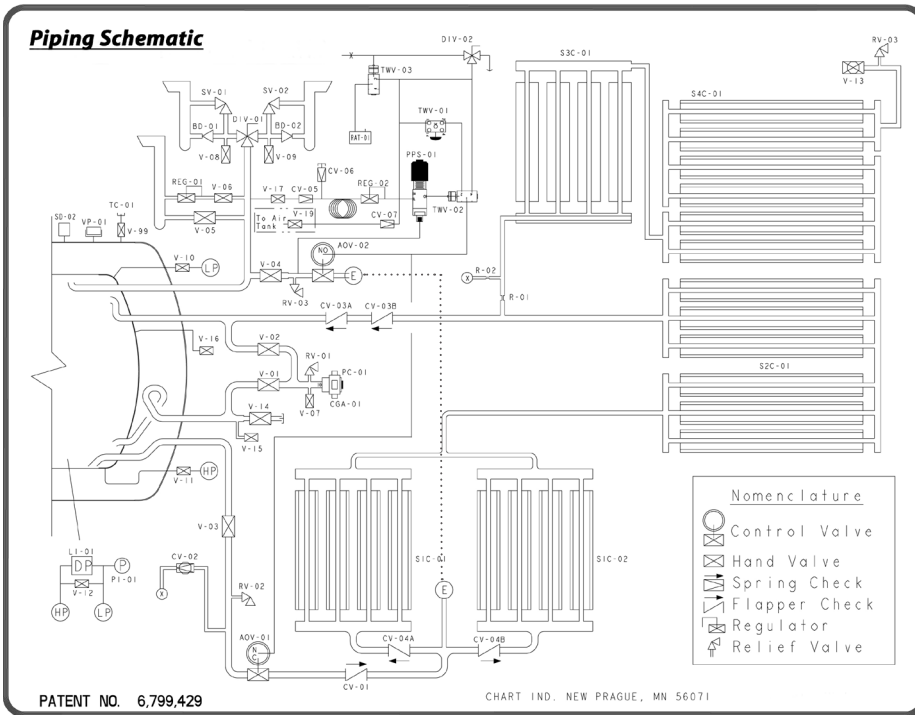 Piping Schematic
DIV-02
RV-03
V-13
S3C-01
S4C-01
TWV-03
SV-01
SV-02
DIV-01
BD-01
BD-02
V-08
V-09
RAT-01
TWV-01
PPS-01
CV-06
REG-01
V-06
V-17
CV-05
REG-02
TWV-02
V-05
To Air
Tank
V-19
CV-07
SD-02
VP-01
TC-01
V-99
V-10
LP
NO
AOV-02
V-04
E
RV-03
R-02
X
R-01
CV-03A
CV-03B
V-16
V-02
RV-01
V-01
PC-01
CGA-01
V-07
V-14
V-15
S2C-01
V-11
HP
V-03
S1C-01
S1C-02
L1-01
DP
P
P1-01
V-12
HP
LP
CV-02
X
RV-02
AOV-01
N
C
E
CV-04A
CV-04B
CV-01
Nomenclature
Control Valve
Hand Valve
Spring Check
Flapper Check
Regulator
Relief Valve
PATENT NO. 6,799,429
CHART IND. NEW PRAGUE, MN 56071